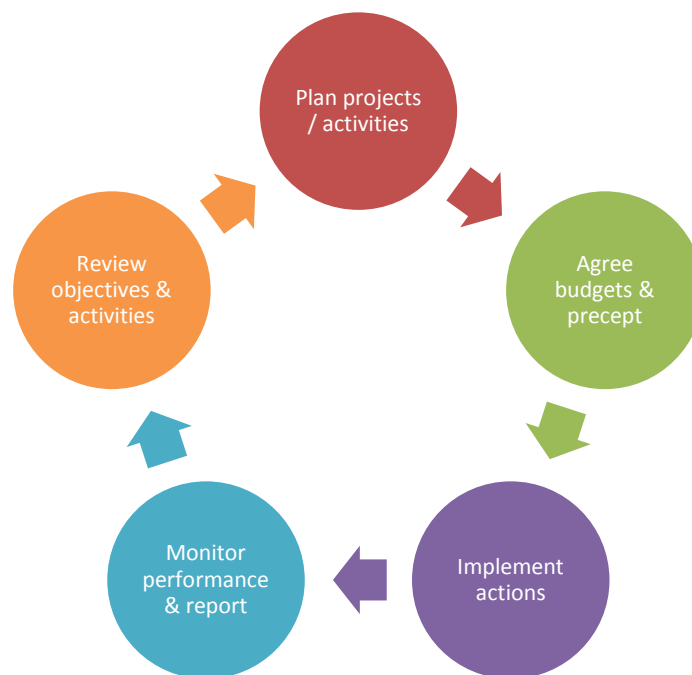 Plan projects
/ activities
Agree
budgets &
precept
Implement
actions
Monitor
performance
& report
Review
objectives &
activities